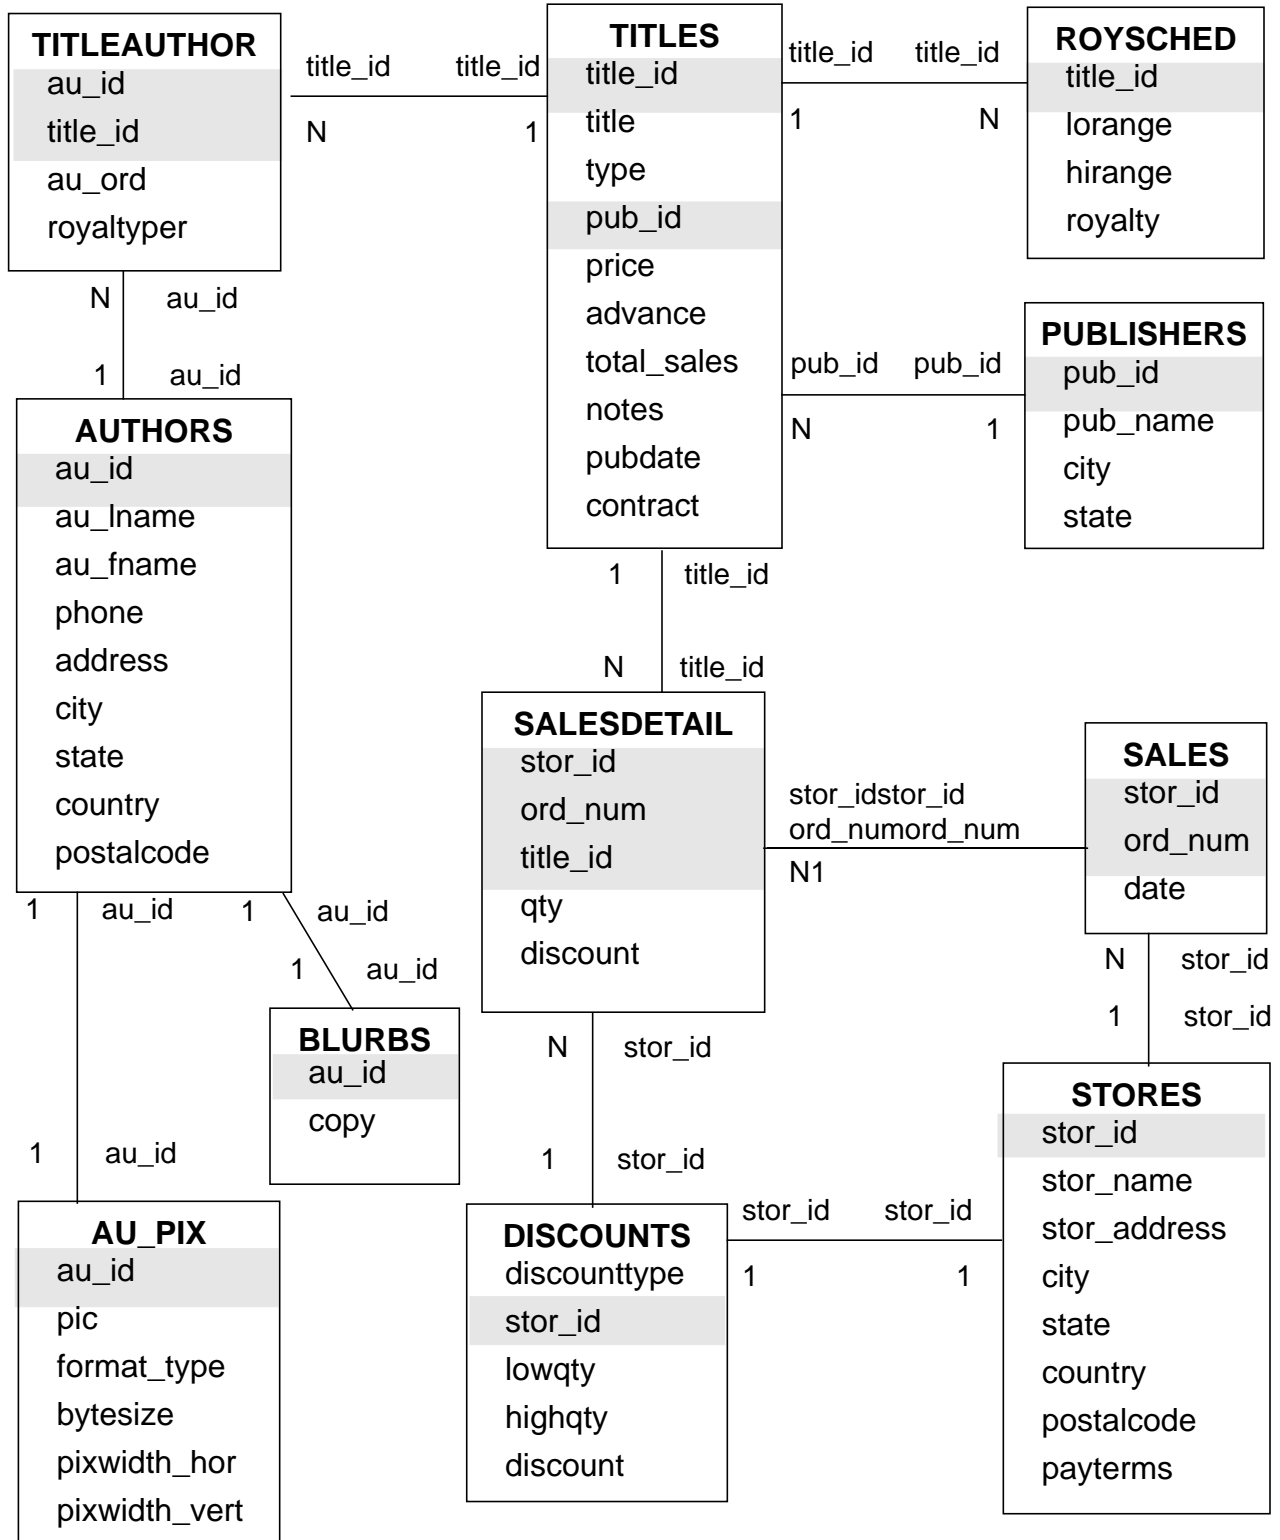 TITLEAUTHOR
au_id
title_id
au_ord
royaltyper
title_id title_id
N 1
TITLES
title_id
title
type
pub_id
price
advance
total_sales
notes
pubdate
contract
title_id title_id
1 N
ROYSCHED
title_id
lorange
hirange
royalty
N au_id
1 au_id
pub_id pub_id
N 1
PUBLISHERS
pub_id
pub_name
city
state
AUTHORS
au_id
au_lname
au_fname
phone
address
city
state
country
postalcode
1 title_id
N title_id
SALESDETAIL
stor_id
ord_num
title_id
qty
discount
stor_idstor_id
ord_numord_num
N1
SALES
stor_id
ord_num
date
1 au_id 1 au_id
1 au_id
BLURBS
au_id
copy
N stor_id
1 stor_id
N stor_id
1 stor_id
1 au_id
AU_PIX
au_id
pic
format_type
bytesize
pixwidth_hor
pixwidth_vert
DISCOUNTS
discounttype
stor_id
lowqty
highqty
discount
stor_id stor_id
1 1
STORES
stor_id
stor_name
stor_address
city
state
country
postalcode
payterms